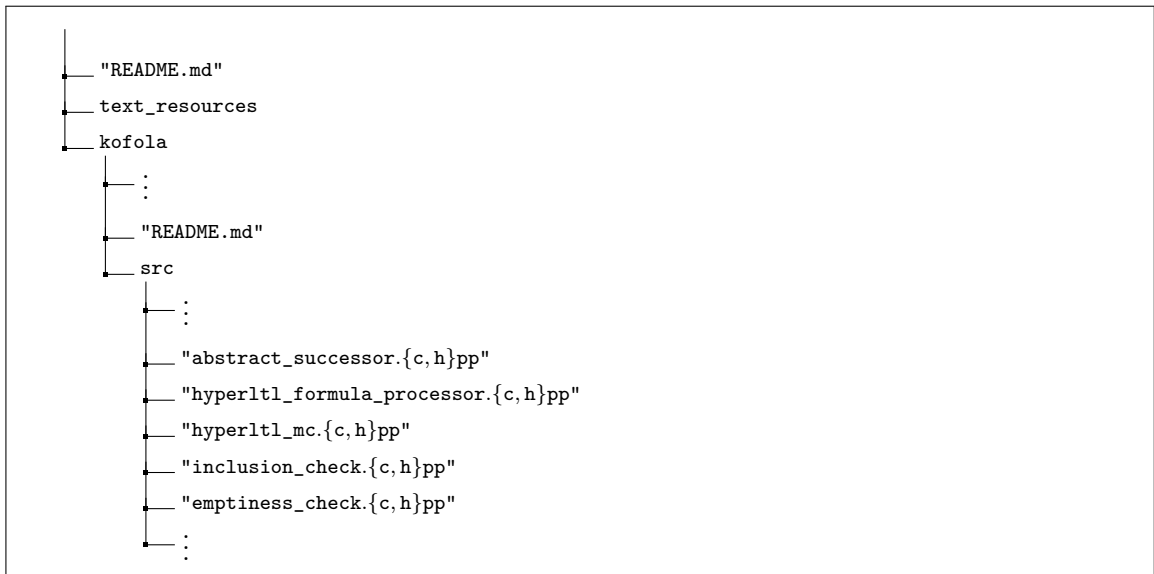 "README.md"
text_resources
kofola
⋮
"README.md"
src
⋮
"abstract_successor.{c,h}pp"
"hyperltl_formula_processor.{c,h}pp"
"hyperltl_mc.{c,h}pp"
"inclusion_check.{c,h}pp"
"emptiness_check.{c,h}pp"
⋮